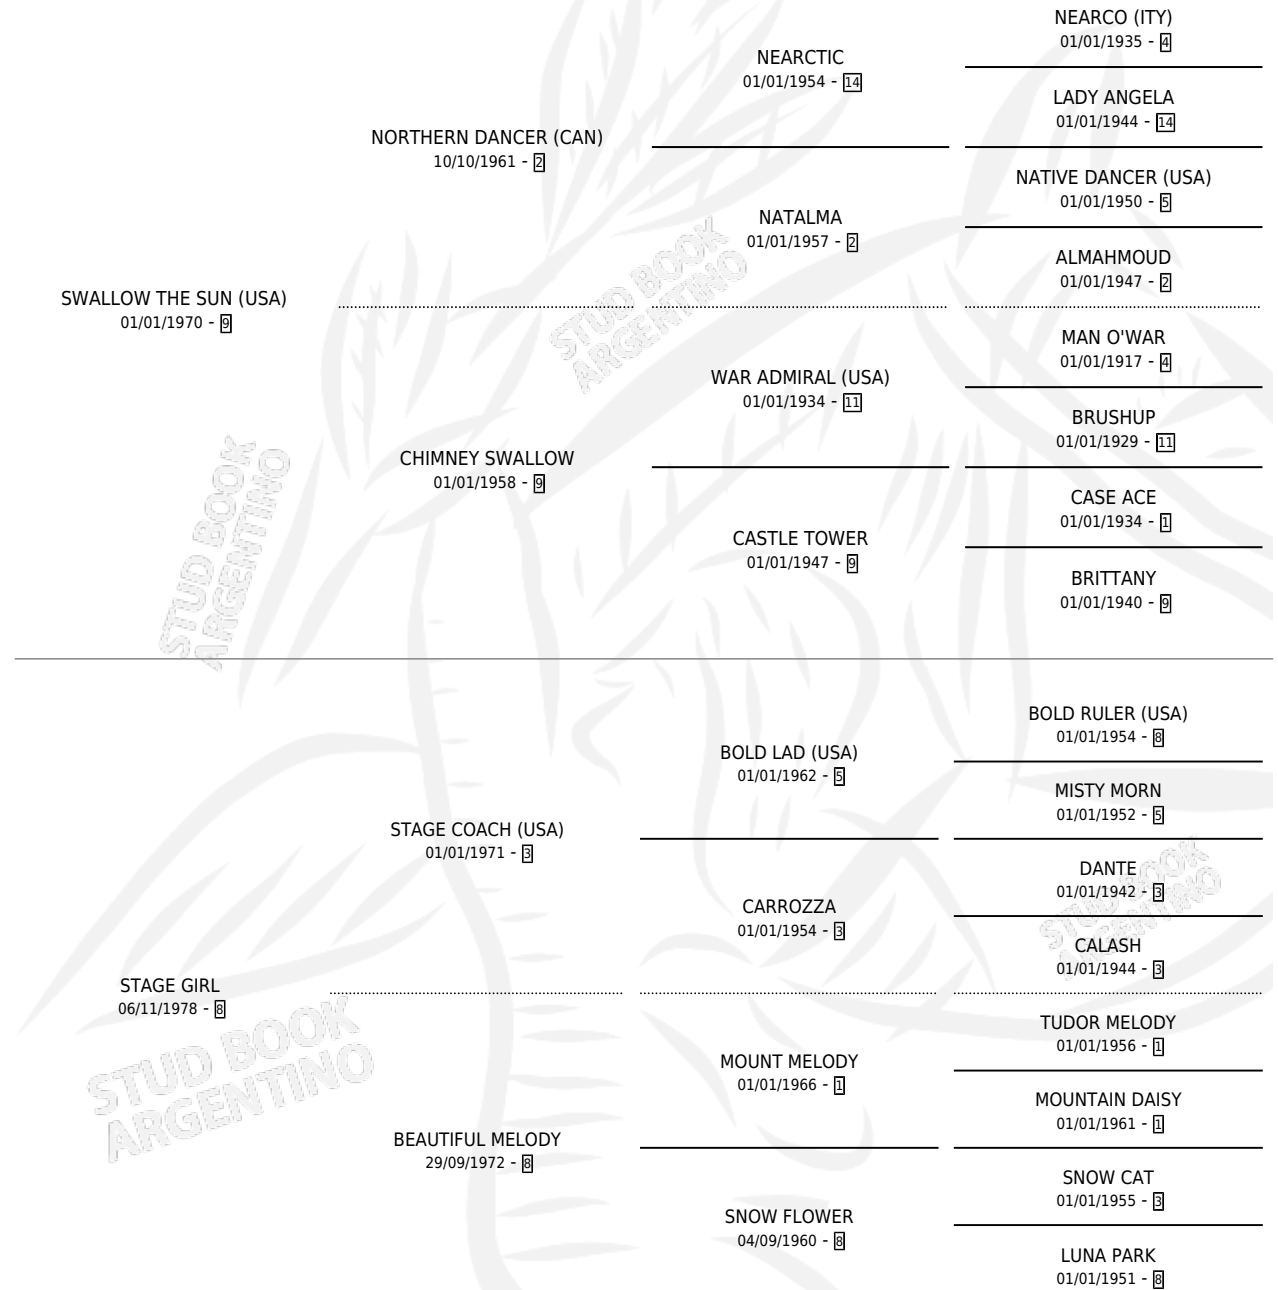 NEARCO (ITY)
01/01/1935 - 4
NEARCTIC
01/01/1954 - 14
LADY ANGELA
01/01/1944 - 14
NORTHERN DANCER (CAN)
10/10/1961 - 2
NATIVE DANCER (USA)
01/01/1950 - 5
NATALMA
01/01/1957 - 2
ALMAHMOUD
01/01/1947 - 2
SWALLOW THE SUN (USA)
01/01/1970 - 9
MAN O'WAR
01/01/1917 - 4
WAR ADMIRAL (USA)
01/01/1934 - 11
BRUSHUP
01/01/1929 - 11
CHIMNEY SWALLOW
01/01/1958 - 9
CASE ACE
01/01/1934 - 1
CASTLE TOWER
01/01/1947 - 9
BRITTANY
01/01/1940 - 9
BOLD RULER (USA)
01/01/1954 - 8
BOLD LAD (USA)
01/01/1962 - 5
MISTY MORN
01/01/1952 - 5
STAGE COACH (USA)
01/01/1971 - 3
DANTE
01/01/1942 - 3
CARROZZA
01/01/1954 - 3
CALASH
01/01/1944 - 3
STAGE GIRL
06/11/1978 - 8
TUDOR MELODY
01/01/1956 - 1
MOUNT MELODY
01/01/1966 - 1
MOUNTAIN DAISY
01/01/1961 - 1
BEAUTIFUL MELODY
29/09/1972 - 8
SNOW CAT
01/01/1955 - 3
SNOW FLOWER
04/09/1960 - 8
LUNA PARK
01/01/1951 - 8
STUD BOOK
ARGENTINO
STUD BOOK
ARGENTINO
STUD BOOK
ARGENTINO
STUD BOOK
ARGENTINO